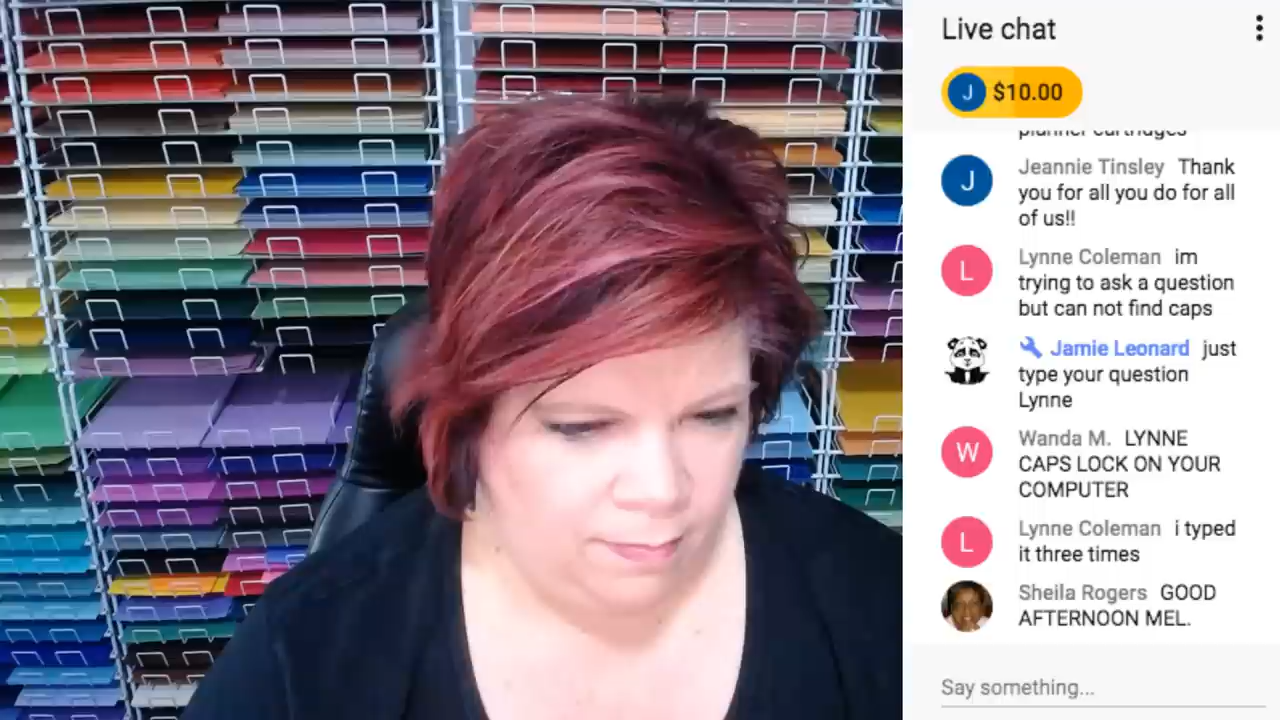 Live chat
J $10.00
planner cartridges
J Jeannie Tinsley Thank
you for all you do for all
of us!!
L Lynne Coleman im
trying to ask a question
but can not find caps
Jamie Leonard just
type your question
Lynne
W Wanda M. LYNNE
CAPS LOCK ON YOUR
COMPUTER
L Lynne Coleman i typed
it three times
Sheila Rogers GOOD
AFTERNOON MEL.
Say something...